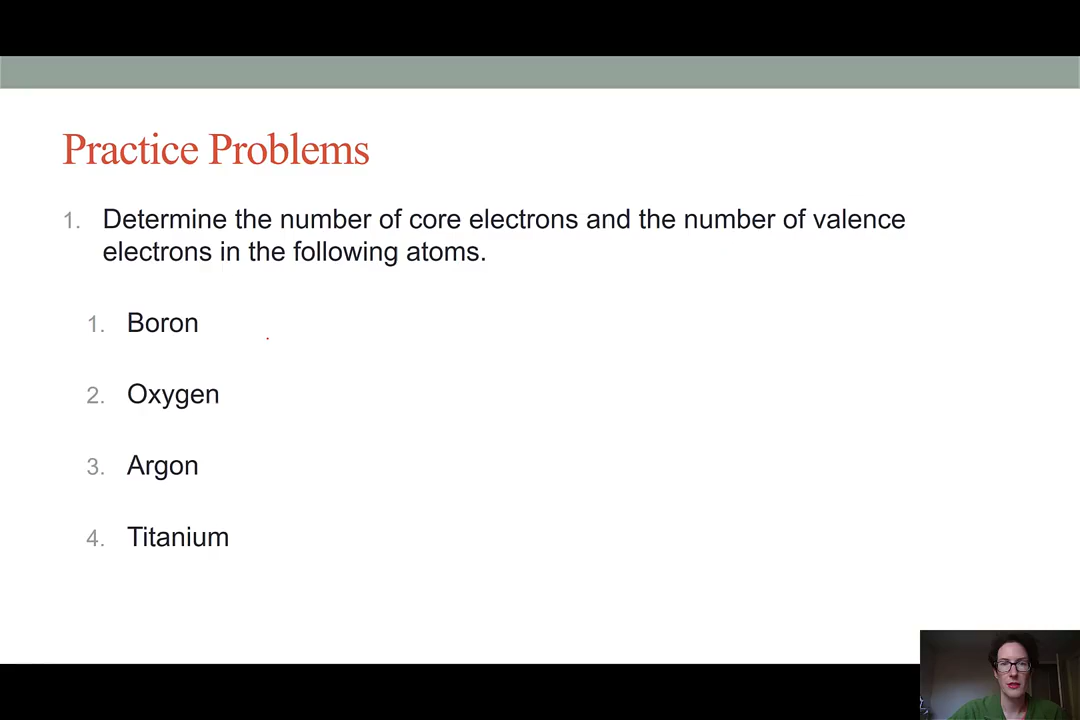 Practice Problems
1. Determine the number of core electrons and the number of valence
electrons in the following atoms.
1. Boron
2. Oxygen
3. Argon
4. Titanium